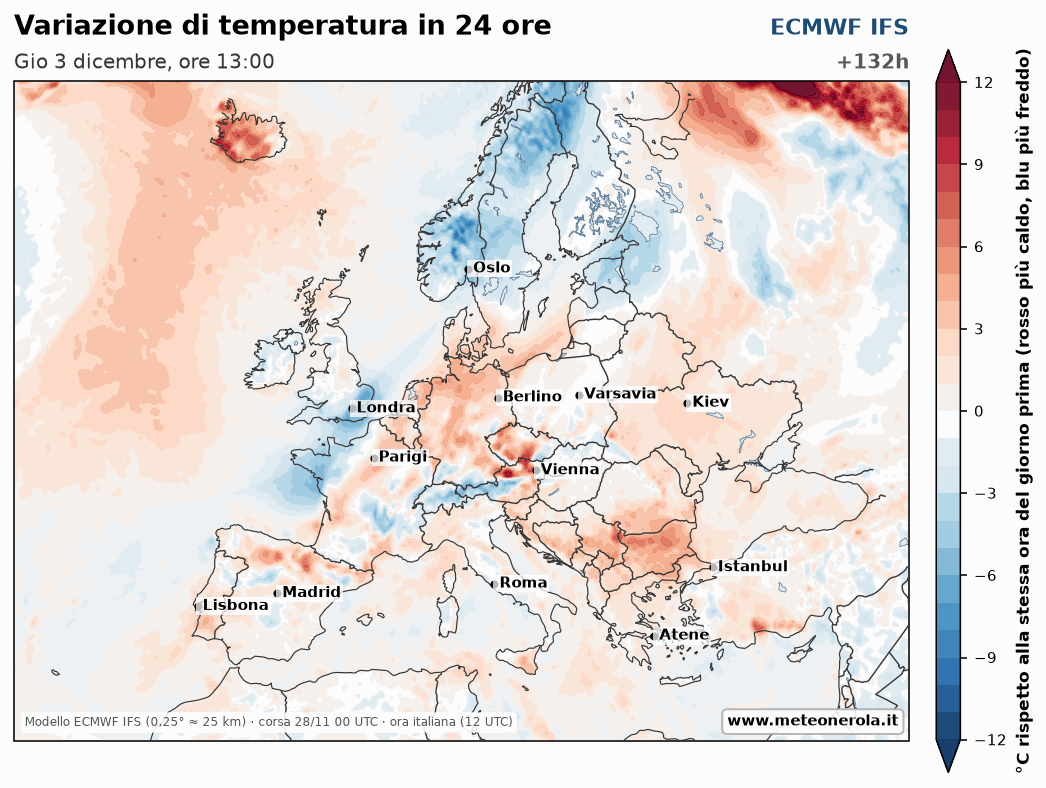 Variazione di temperatura in 24 ore
ECMWF IFS
Gio 3 dicembre, ore 13:00
+132h
Oslo
Berlino
Varsavia
Kiev
Londra
Parigi
Vienna
Istanbul
Roma
Madrid
Lisbona
Atene
Modello ECMWF IFS (0,25° ≈ 25 km) · corsa 28/11 00 UTC · ora italiana (12 UTC)
www.meteonerola.it
12
9
6
3
0
−3
−6
−9
−12
°C rispetto alla stessa ora del giorno prima (rosso più caldo, blu più freddo)